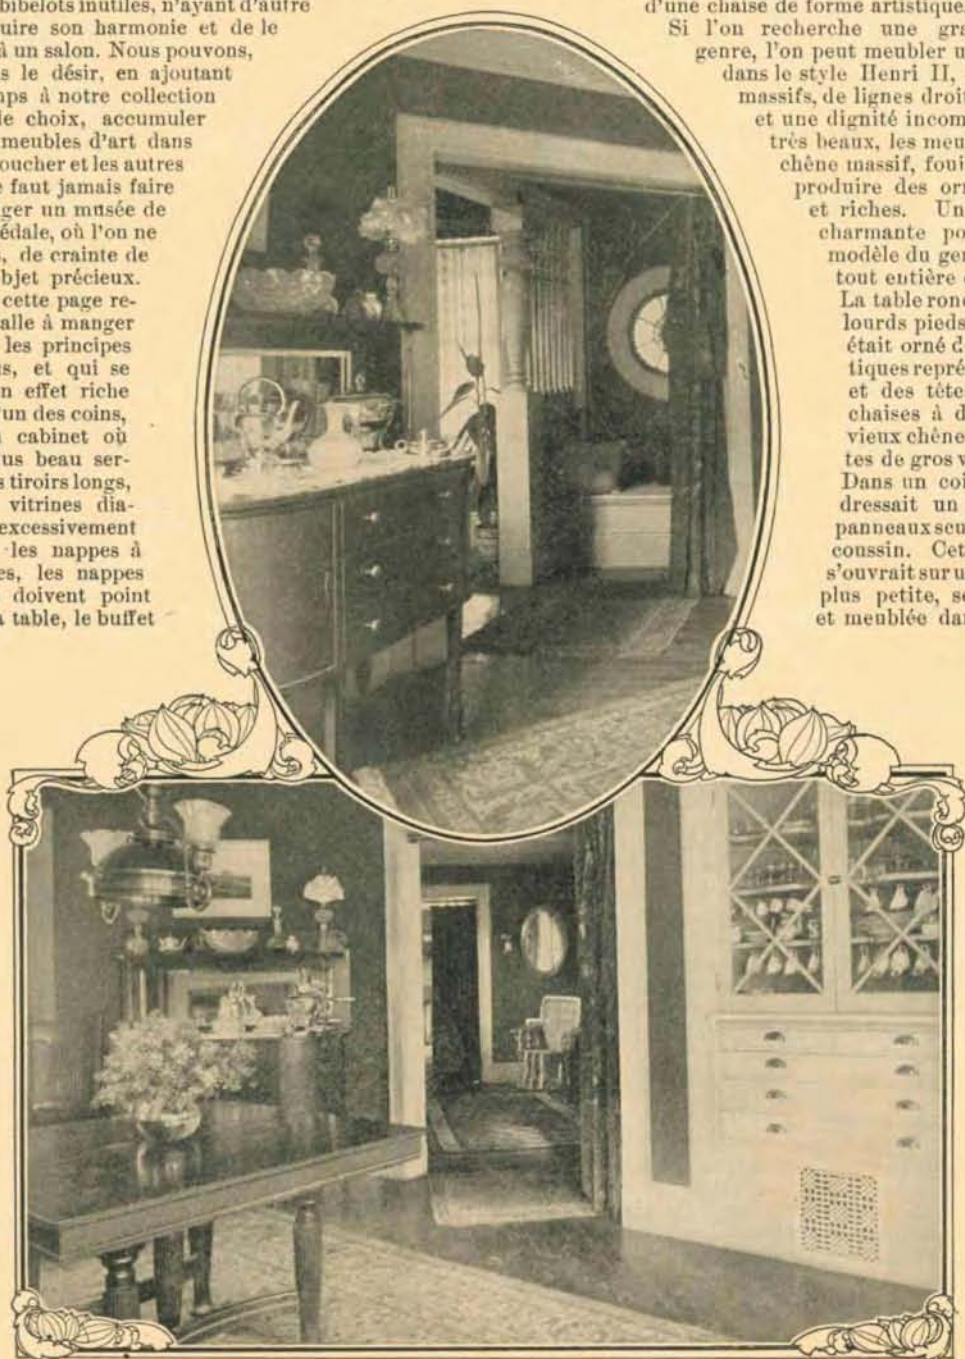 bibelots inutiles, n'ayant d'autre
uire son harmonie et de le
à un salon. Nous pouvons,
s le désir, en ajoutant
ps à notre collection
le choix, accumuler
meubles d'art dans
oucher et les autres
e faut jamais faire
ger un musée de
édale, où l'on ne
s, de crainte de
bjet précieux.
cette page re-
alle à manger
les principes
s, et qui se
n effet riche
'un des coins,
cabinet où
us beau ser-
s tiroirs longs,
vitrines dia-
excessivement
les nappes à
es, les nappes
doivent point
a table, le buffet
d'une chaise de forme artistique
Si l'on recherche une gra
genre, l'on peut meubler u
dans le style Henri II,
massifs, de lignes droit
et une dignité incom
très beaux, les meu
chêne massif, foui
produire des orn
et riches. Un
charmante po
modèle du gen
tout entière
La table rond
lourds pieds
était orné d
tiques représ
et des tête
chaises à d
vieux chêne
tes de gros v
Dans un coi
dressait un
panneaux scu
coussin. Cet
s'ouvrait sur u
plus petite, se
et meublée dan